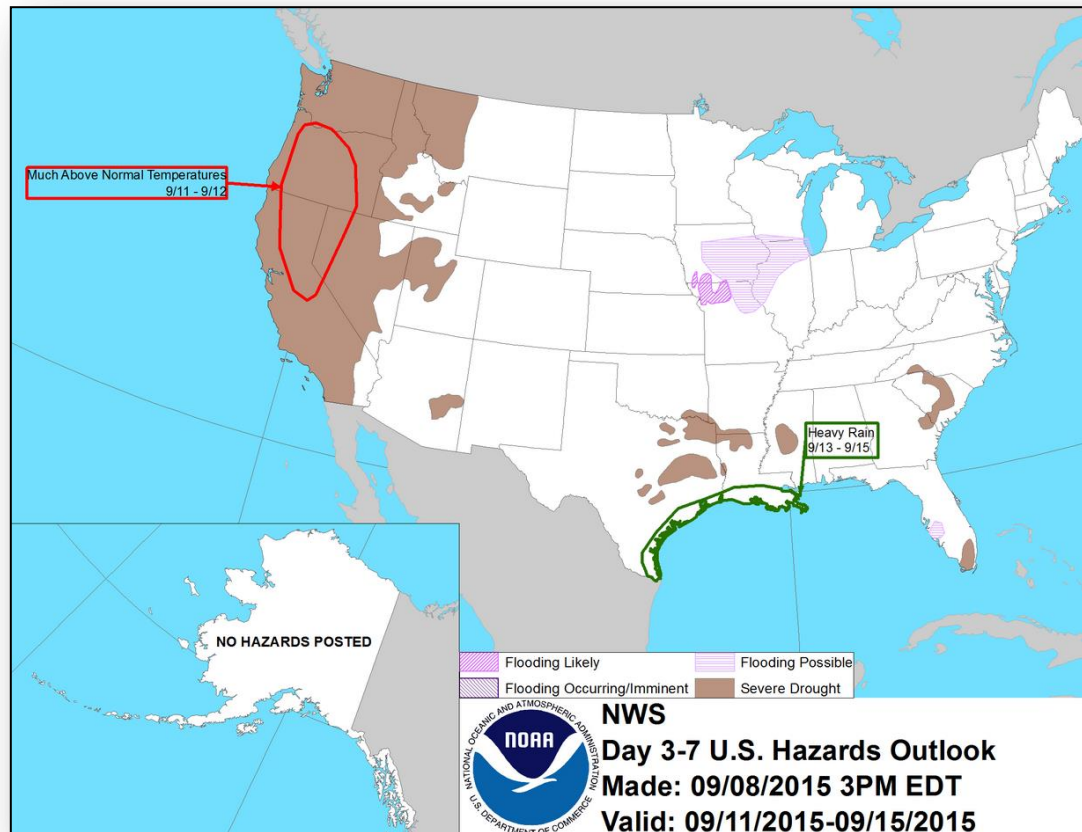 Much Above Normal Temperatures
9/11 - 9/12
Heavy Rain
9/13 - 9/15
NO HAZARDS POSTED
Flooding Likely
Flooding Possible
Flooding Occurring/Imminent
Severe Drought
NATIONAL OCEANIC AND ATMOSPHERIC ADMINISTRATION
NOAA
U.S. DEPARTMENT OF COMMERCE
NWS
Day 3-7 U.S. Hazards Outlook
Made: 09/08/2015 3PM EDT
Valid: 09/11/2015-09/15/2015